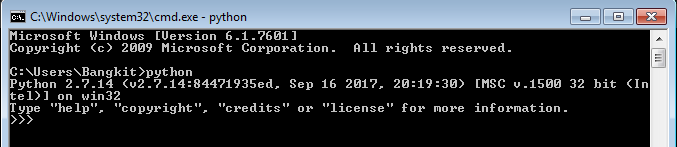 C:\Windows\system32\cmd.exe - python
Microsoft Windows [Version 6.1.7601]
Copyright (c) 2009 Microsoft Corporation.  All rights reserved.
C:\Users\Bangkit>python
Python 2.7.14 (v2.7.14:84471935ed, Sep 16 2017, 20:19:30) [MSC v.1500 32 bit (In
tel)] on win32
Type "help", "copyright", "credits" or "license" for more information.
>>>